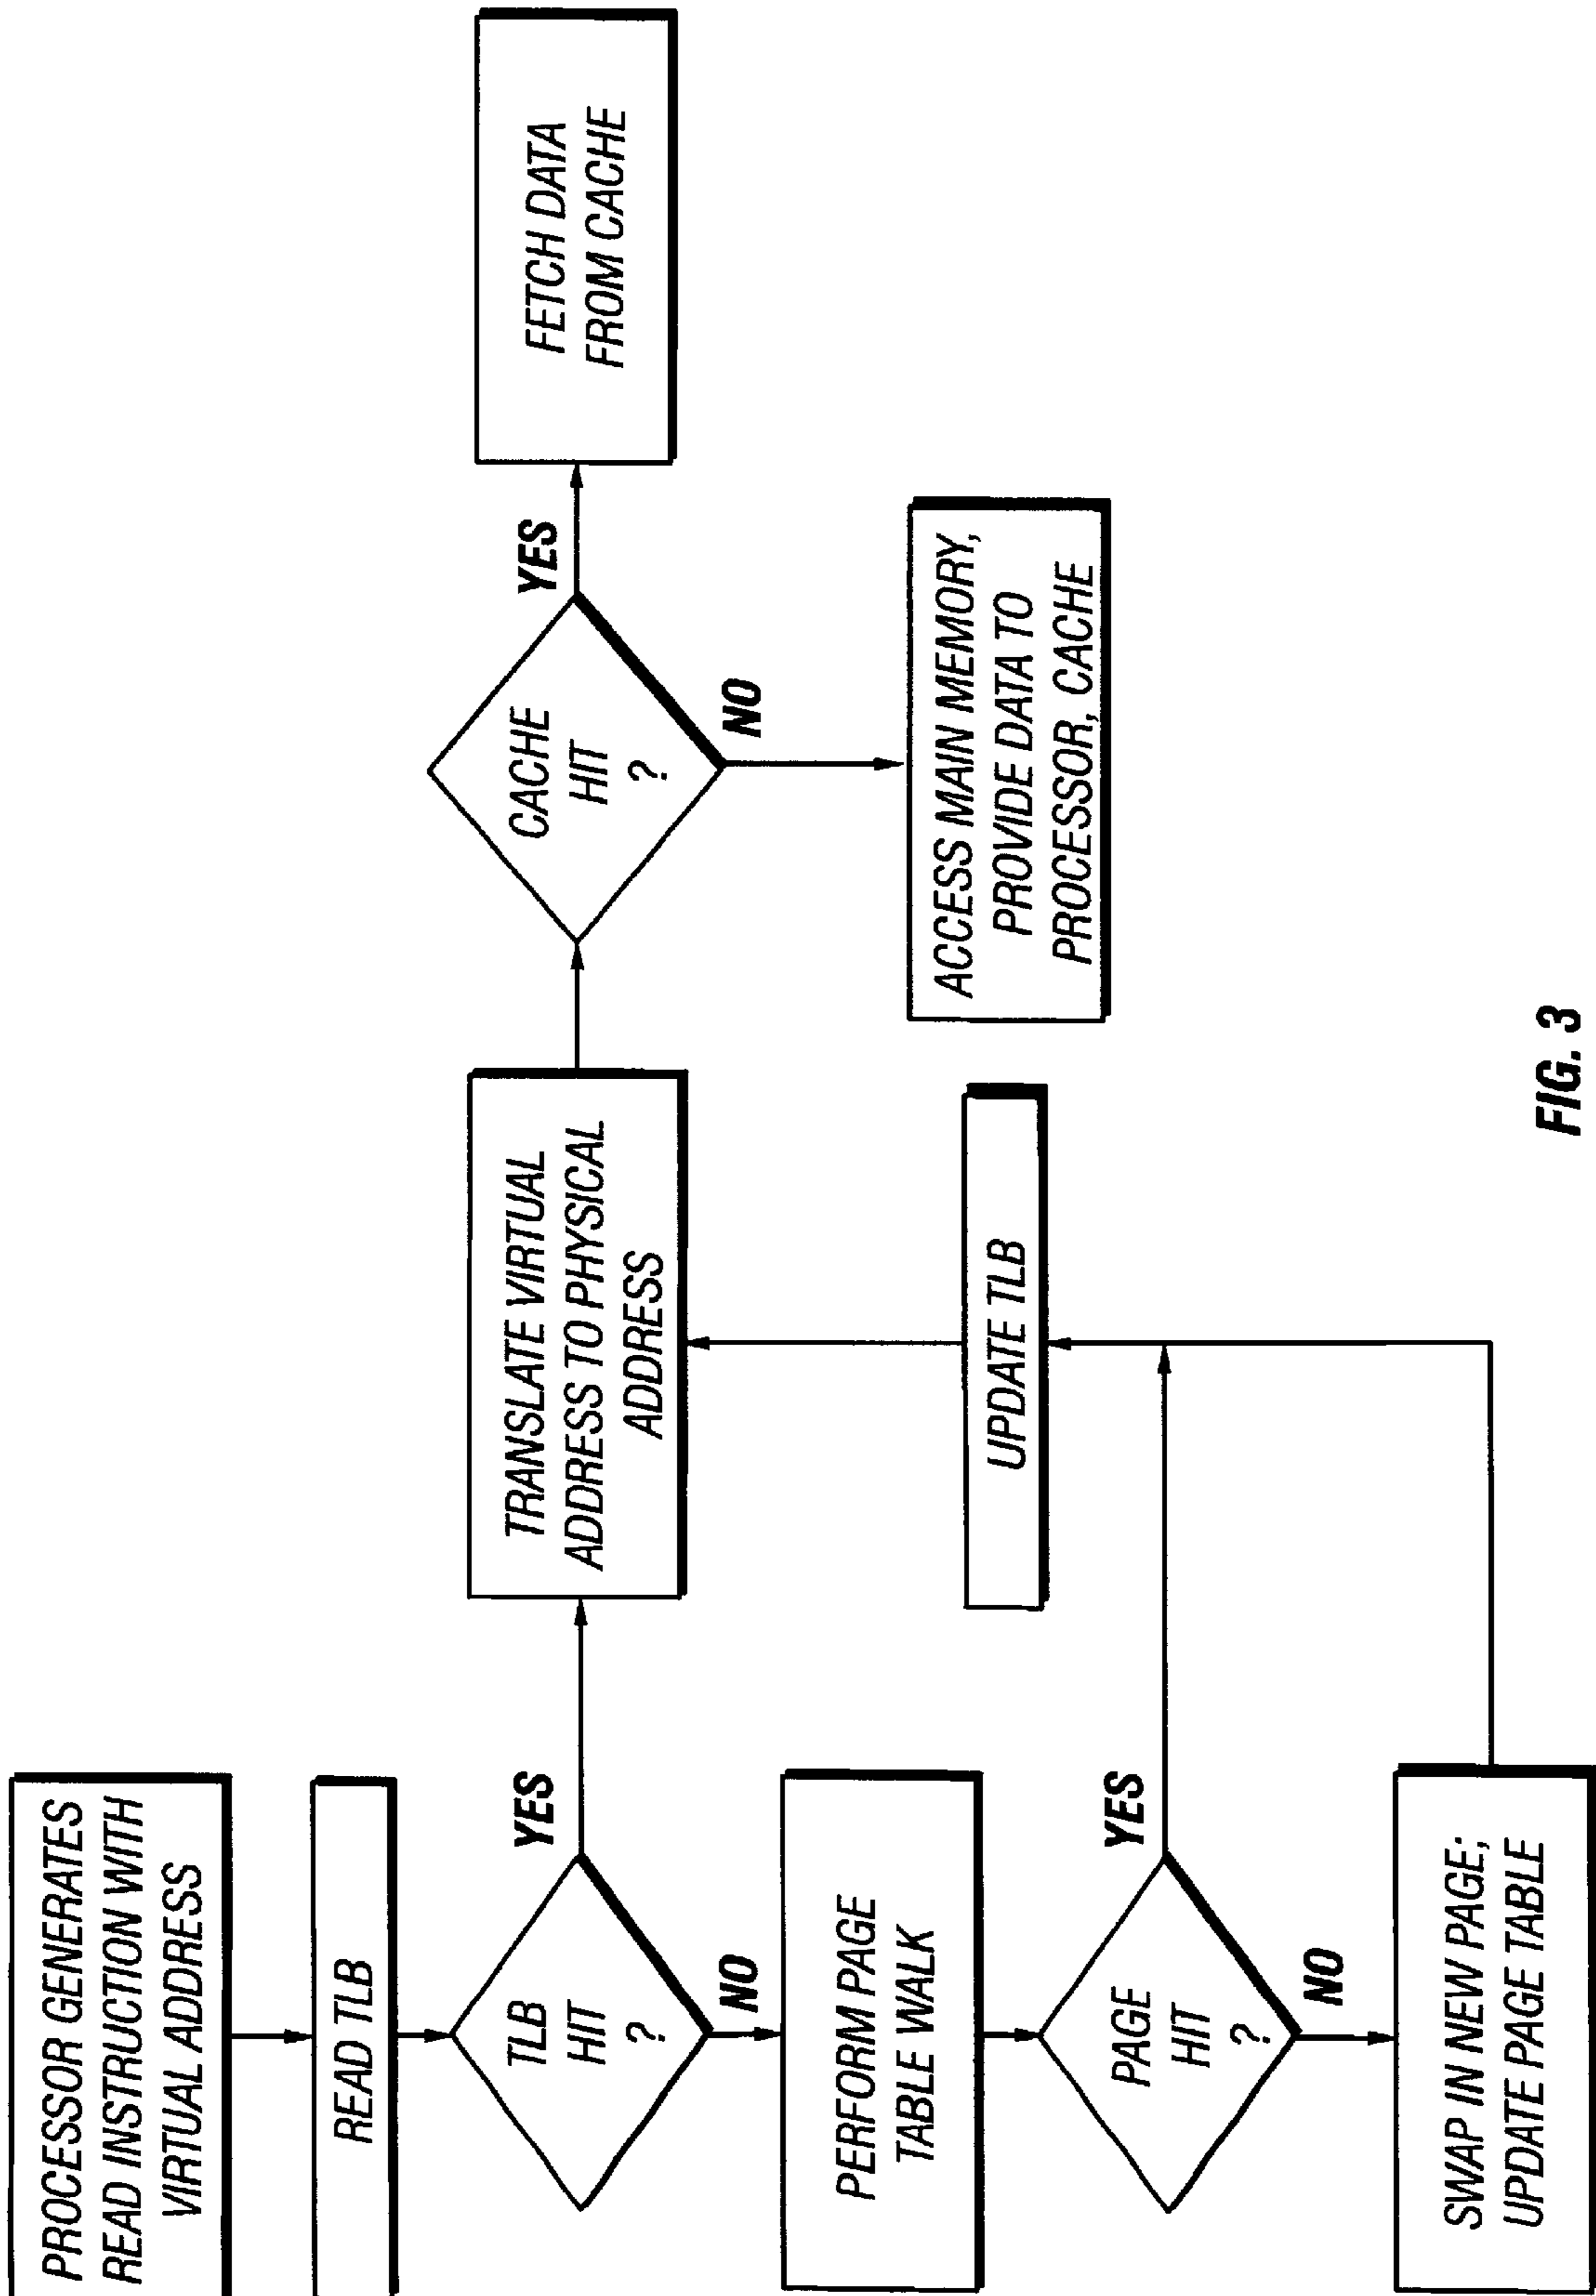 PROCESSOR GENERATES
READ INSTRUCTION WITH
VIRTUAL ADDRESS
READ TLB
TLB
HIT
?
YES
NO
TRANSLATE VIRTUAL
ADDRESS TO PHYSICAL
ADDRESS
CACHE
HIT
?
YES
NO
FETCH DATA
FROM CACHE
ACCESS MAIN MEMORY,
PROVIDE DATA TO
PROCESSOR, CACHE
PERFORM PAGE
TABLE WALK
UPDATE TLB
PAGE
HIT
?
YES
NO
SWAP IN NEW PAGE;
UPDATE PAGE TABLE
FIG. 3